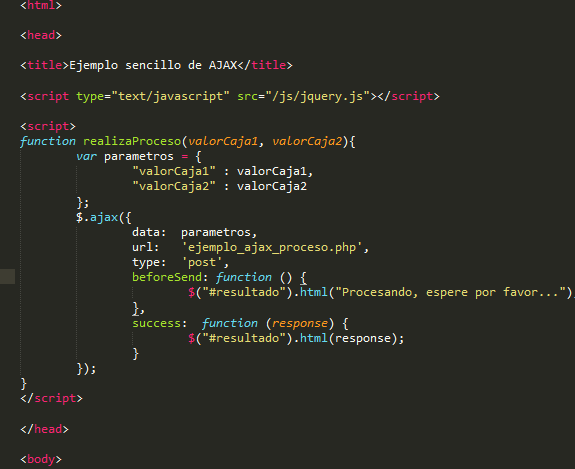 <html>
<head>
<title>Ejemplo sencillo de AJAX</title>
<script type="text/javascript" src="/js/jquery.js"></script>
<script>
function realizaProceso(valorCaja1, valorCaja2){
var parametros = {
"valorCaja1" : valorCaja1,
"valorCaja2" : valorCaja2
};
$.ajax({
data:  parametros,
url:   'ejemplo_ajax_proceso.php',
type:  'post',
beforeSend: function () {
$("#resultado").html("Procesando, espere por favor...")
},
success:  function (response) {
$("#resultado").html(response);
}
});
}
</script>
</head>
<body>